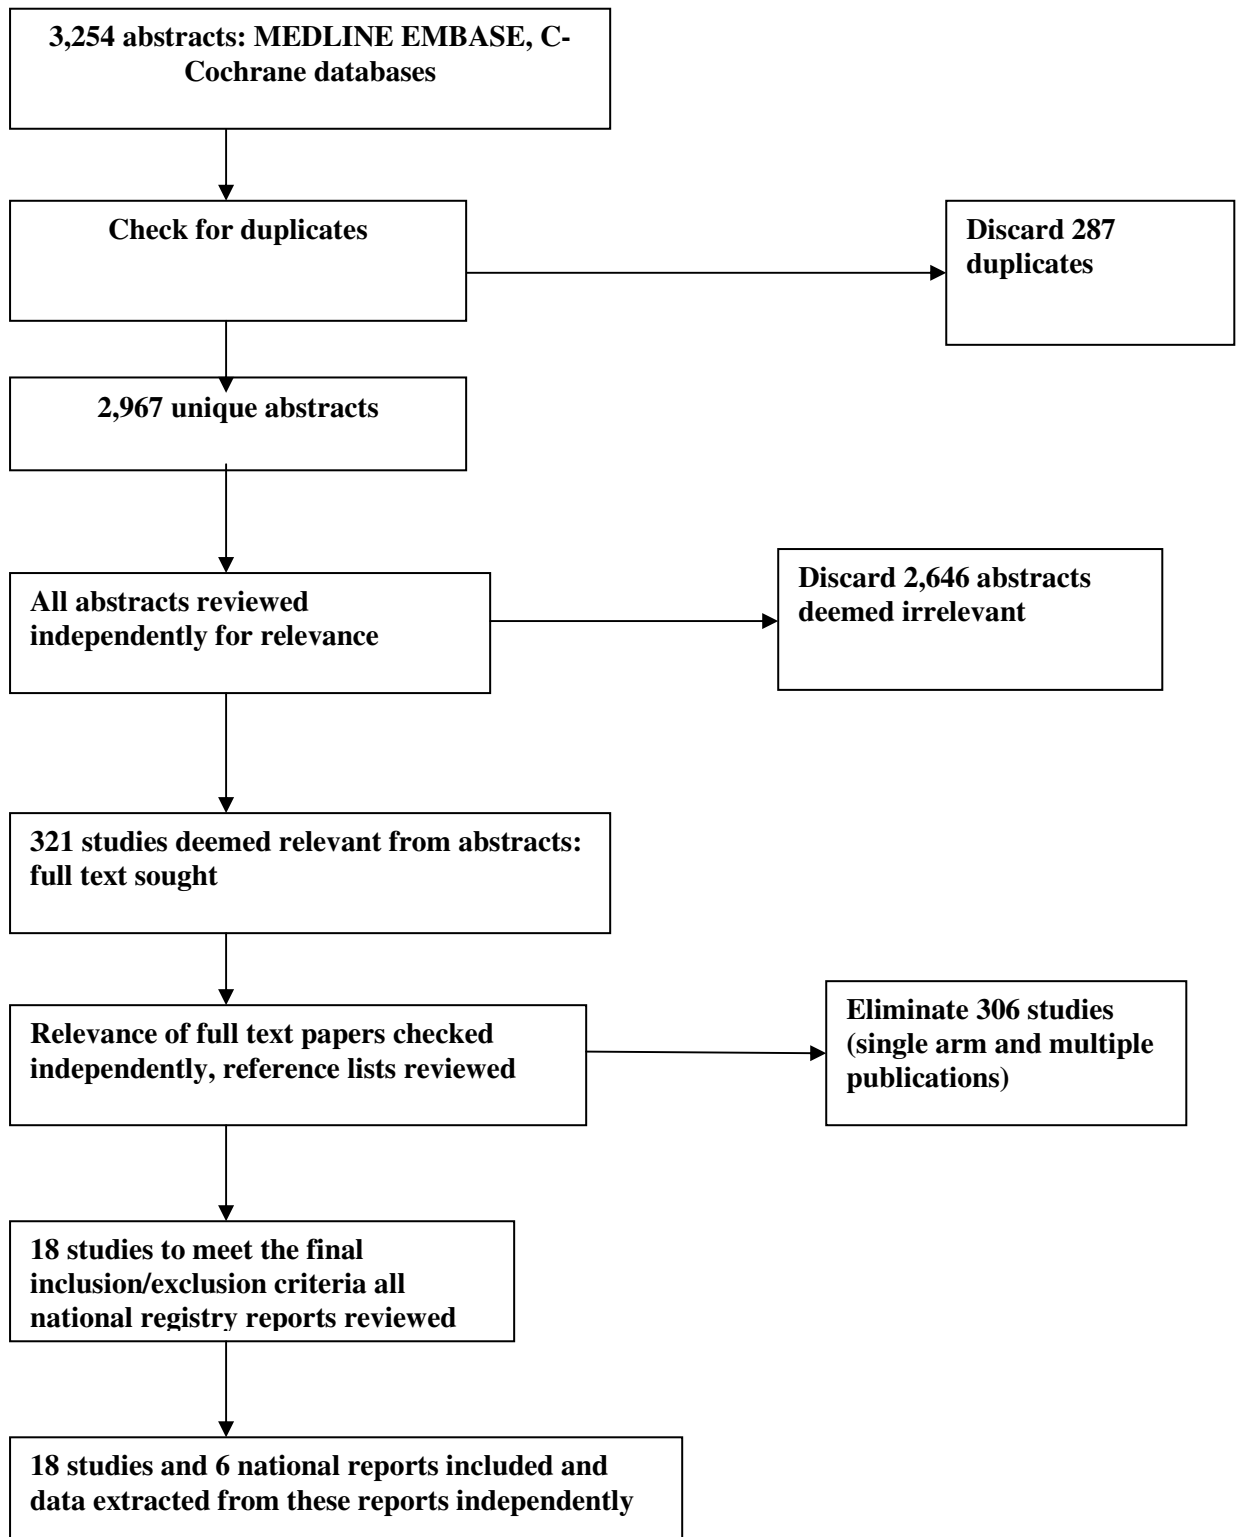 3,254 abstracts: MEDLINE EMBASE, C-
Cochrane databases
Check for duplicates
Discard 287
duplicates
2,967 unique abstracts
All abstracts reviewed
independently for relevance
Discard 2,646 abstracts
deemed irrelevant
321 studies deemed relevant from abstracts:
full text sought
Relevance of full text papers checked
independently, reference lists reviewed
Eliminate 306 studies
(single arm and multiple
publications)
18 studies to meet the final
inclusion/exclusion criteria all
national registry reports reviewed
18 studies and 6 national reports included and
data extracted from these reports independently